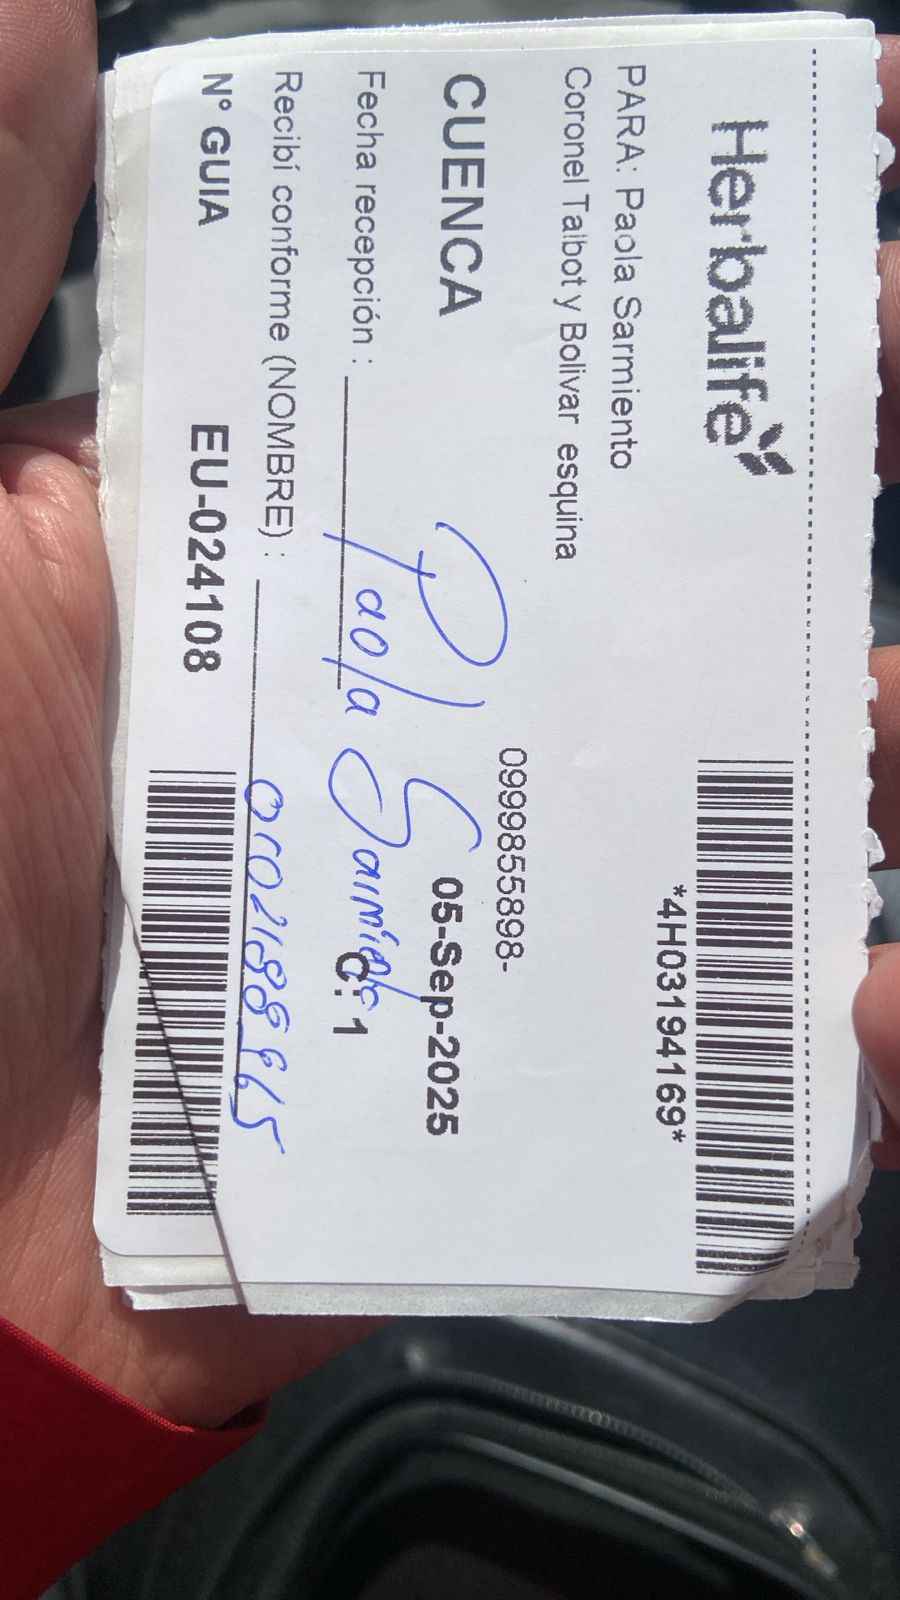 Herbalife
*4H03194169*
PARA: Paola Sarmiento
Coronel Talbot y Bolivar esquina
0999855898-
CUENCA
05-Sep-2025
Fecha recepción :
Paola Sarmiento
C: 1
Recibí conforme (NOMBRE) :
N° GUIA
EU-024108